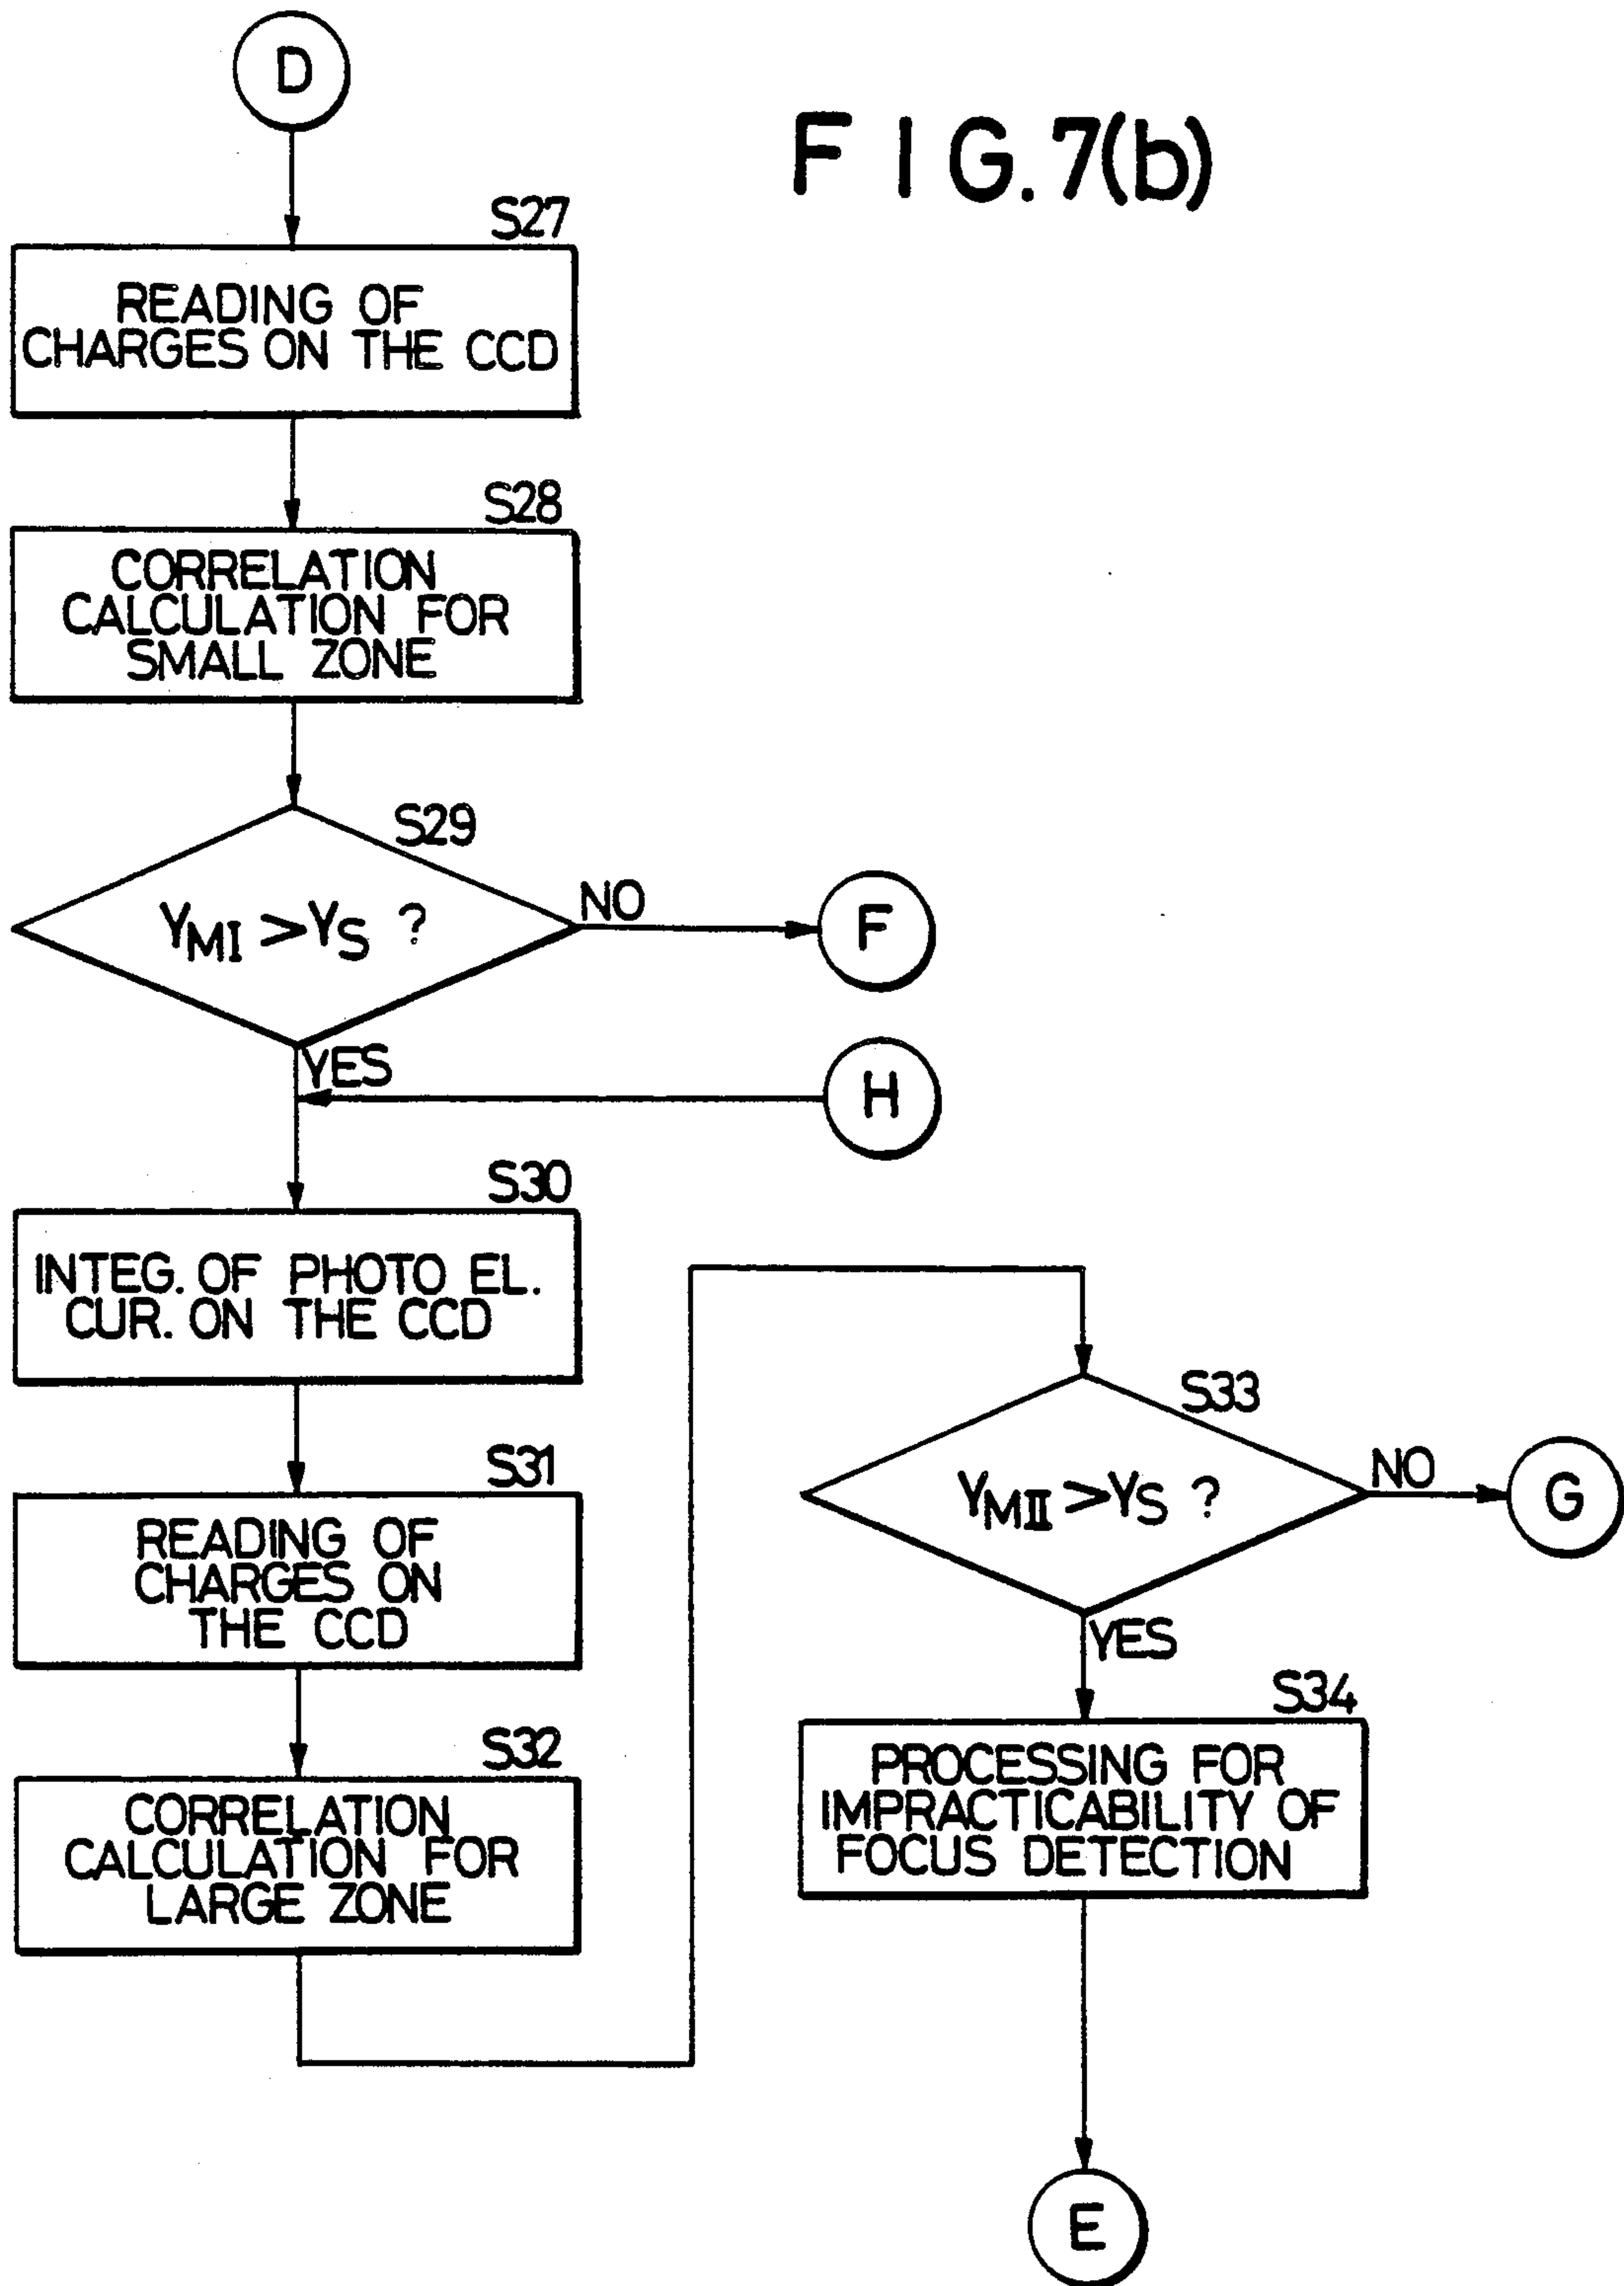 D
F I G.7(b)
S27
READING OF
CHARGES ON THE CCD
S28
CORRELATION
CALCULATION FOR
SMALL ZONE
S29
YMI >YS ?
NO
F
YES
H
S30
INTEG. OF PHOTO EL.
CUR. ON THE CCD
S31
READING OF
CHARGES ON
THE CCD
S32
CORRELATION
CALCULATION FOR
LARGE ZONE
S33
YMII >YS ?
NO
G
YES
S34
PROCESSING FOR
IMPRACTICABILITY OF
FOCUS DETECTION
E